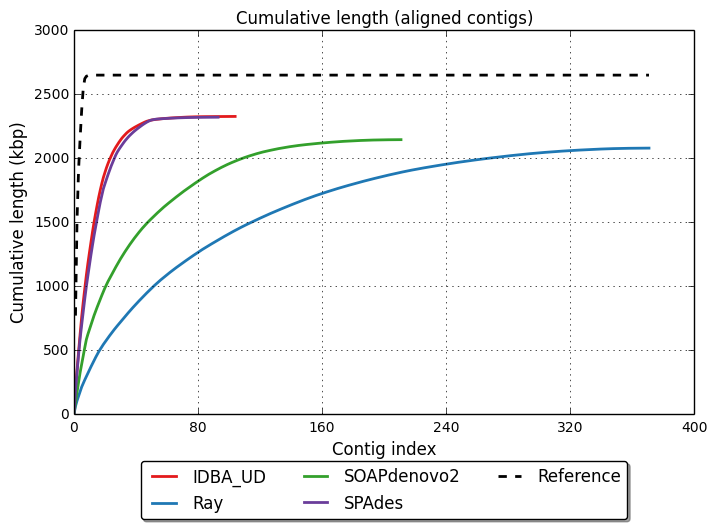 Cumulative length (aligned contigs)
3000
2500
2000
1500
1000
500
0
Cumulative length (kbp)
0 80 160 240 320 400
Contig index
IDBA_UD SOAPdenovo2 Reference
Ray SPAdes